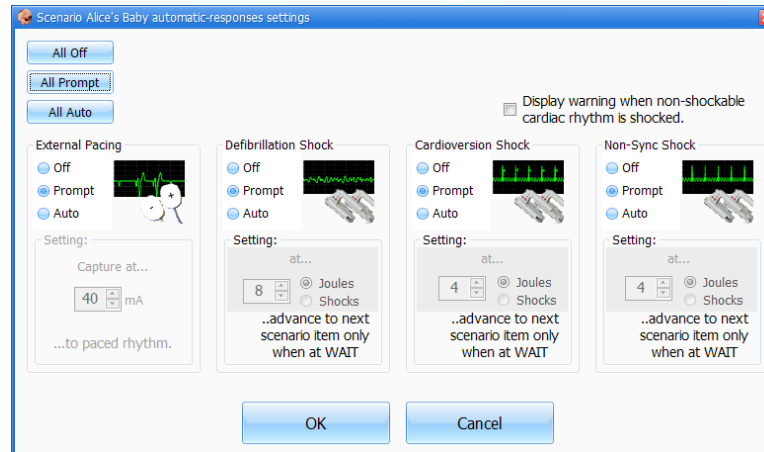 Scenario Alice's Baby automatic-responses settings
All Off
All Prompt
All Auto
Display warning when non-shockable
cardiac rhythm is shocked.
External Pacing
Off
Prompt
Auto
Setting:
Capture at...
40 mA
...to paced rhythm.
Defibrillation Shock
Off
Prompt
Auto
Setting:
at...
8
Joules
Shocks
..advance to next
scenario item only
when at WAIT
Cardioversion Shock
Off
Prompt
Auto
Setting:
at...
4
Joules
Shocks
..advance to next
scenario item only
when at WAIT
Non-Sync Shock
Off
Prompt
Auto
Setting:
at...
4
Joules
Shocks
..advance to next
scenario item only
when at WAIT
OK
Cancel